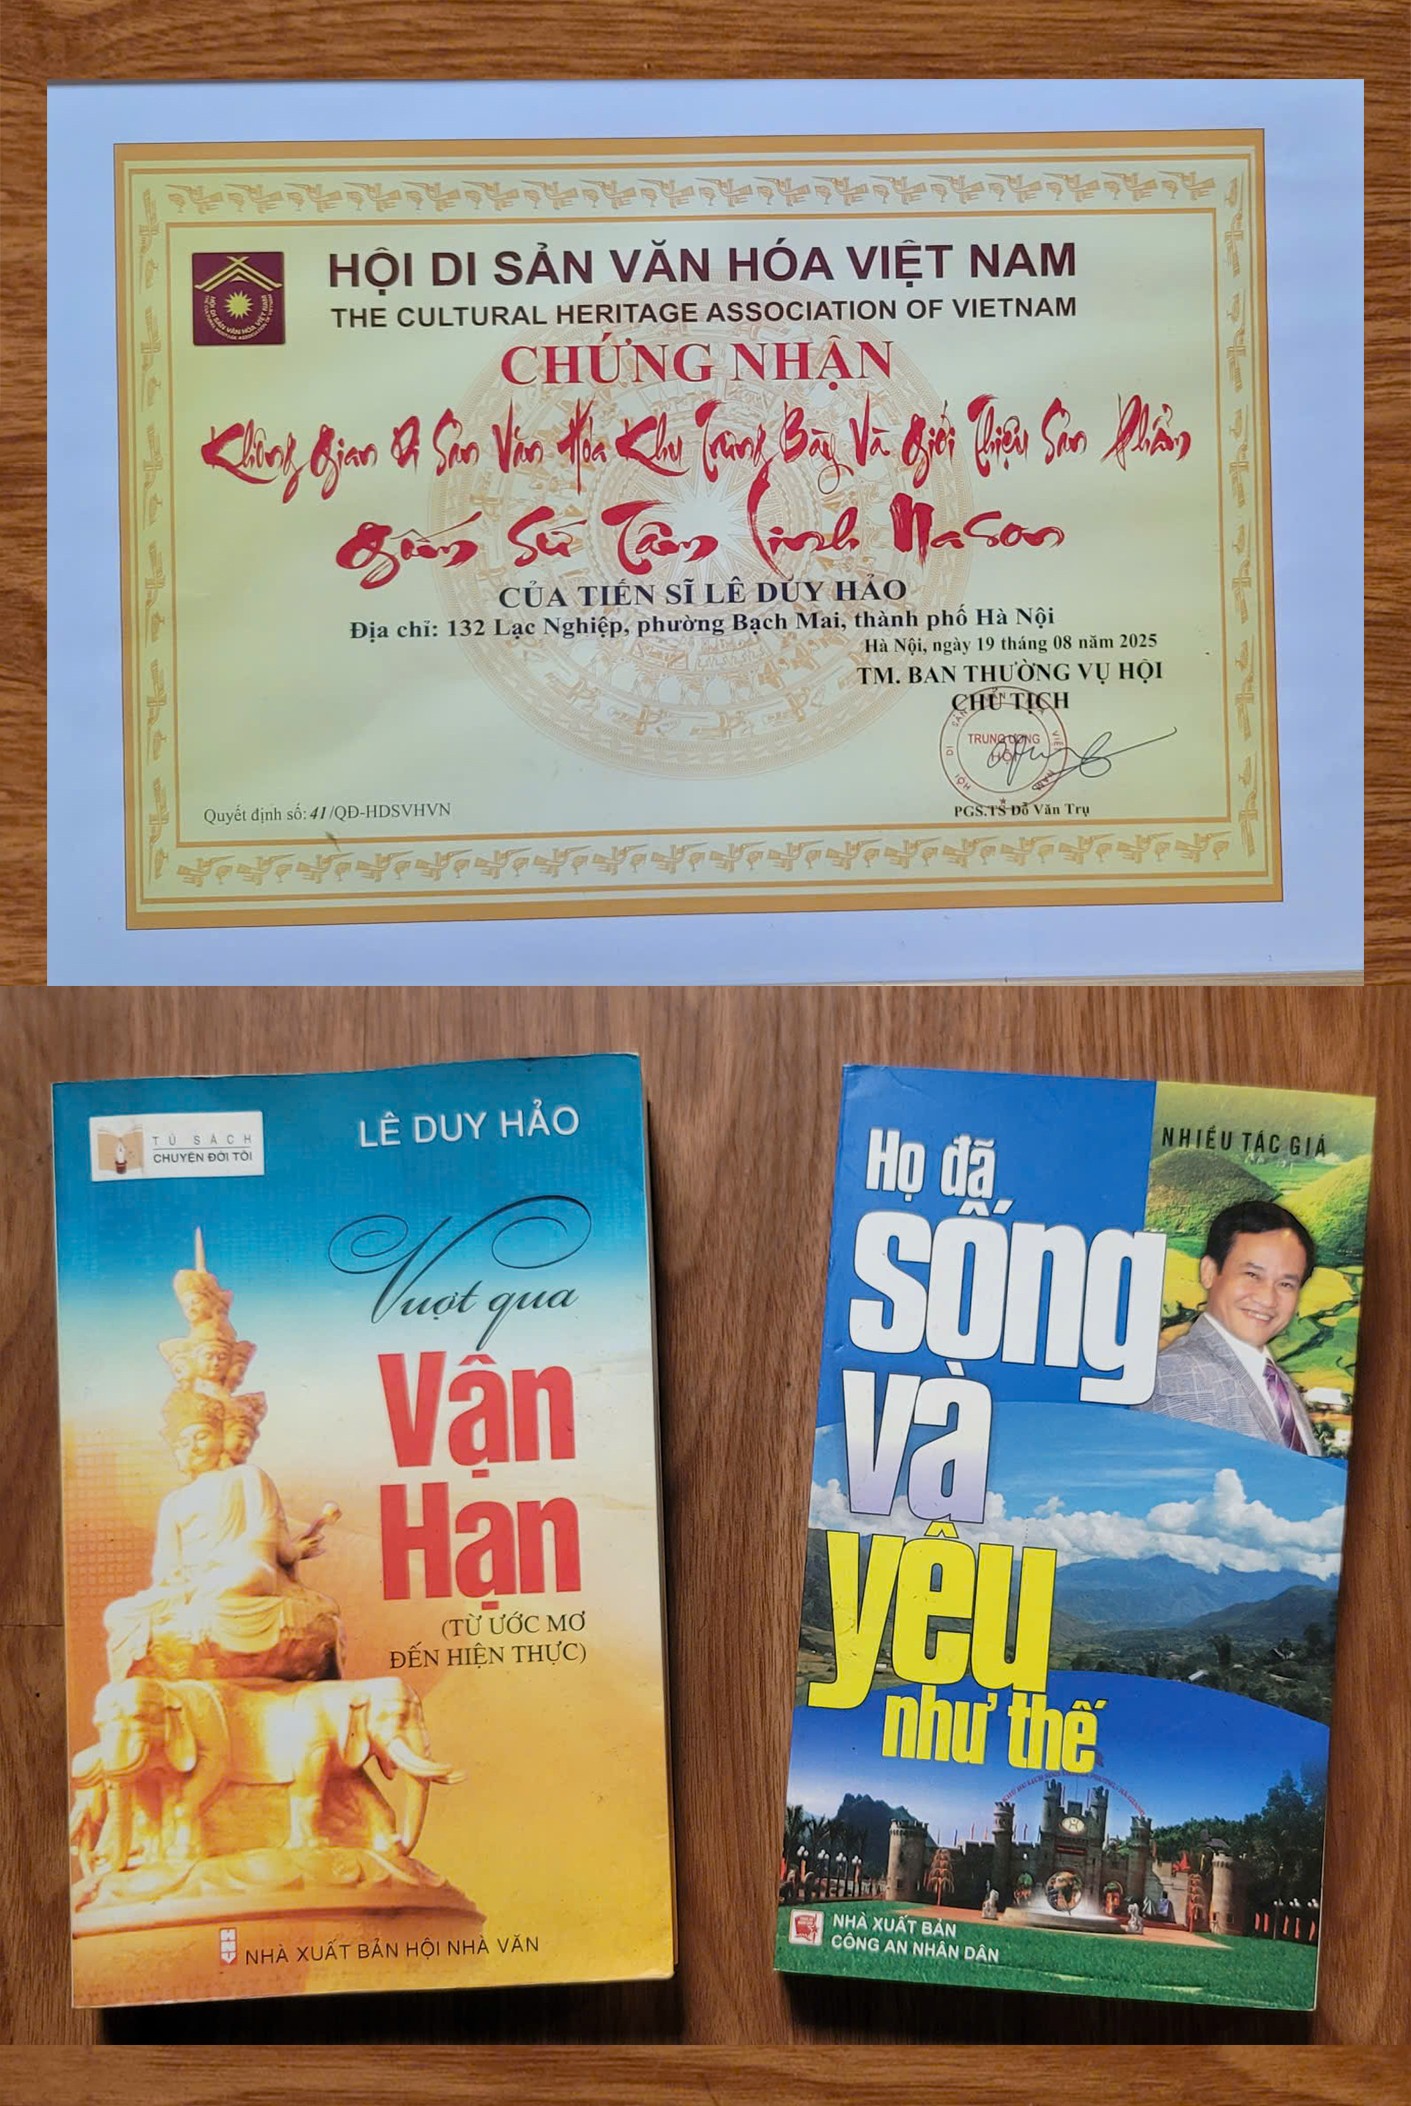 HỘI DI SẢN VĂN HÓA VIỆT NAM
THE CULTURAL HERITAGE ASSOCIATION OF VIETNAM
CHỨNG NHẬN
Không Gian Di Sản Văn Hóa Khu Trưng Bày Và Giới Thiệu Sản Phẩm
Gốm Sứ Tâm Linh Nason
CỦA TIẾN SĨ LÊ DUY HẢO
Địa chỉ: 132 Lạc Nghiệp, phường Bạch Mai, thành phố Hà Nội
Hà Nội, ngày 19 tháng 08 năm 2025
TM. BAN THƯỜNG VỤ HỘI
CHỦ TỊCH
TRUNG ƯƠNG
HỘI
Quyết định số: 41/QĐ-HDSVHVN
PGS.TS Đỗ Văn Trụ
TỦ SÁCH
CHUYỆN ĐỜI TÔI
LÊ DUY HẢO
Vượt qua
Vận
Hạn
(TỪ ƯỚC MƠ
ĐẾN HIỆN THỰC)
NHÀ XUẤT BẢN HỘI NHÀ VĂN
NHIỀU TÁC GIẢ
Họ đã
sống
và
yêu
như thế
NHÀ XUẤT BẢN
CÔNG AN NHÂN DÂN